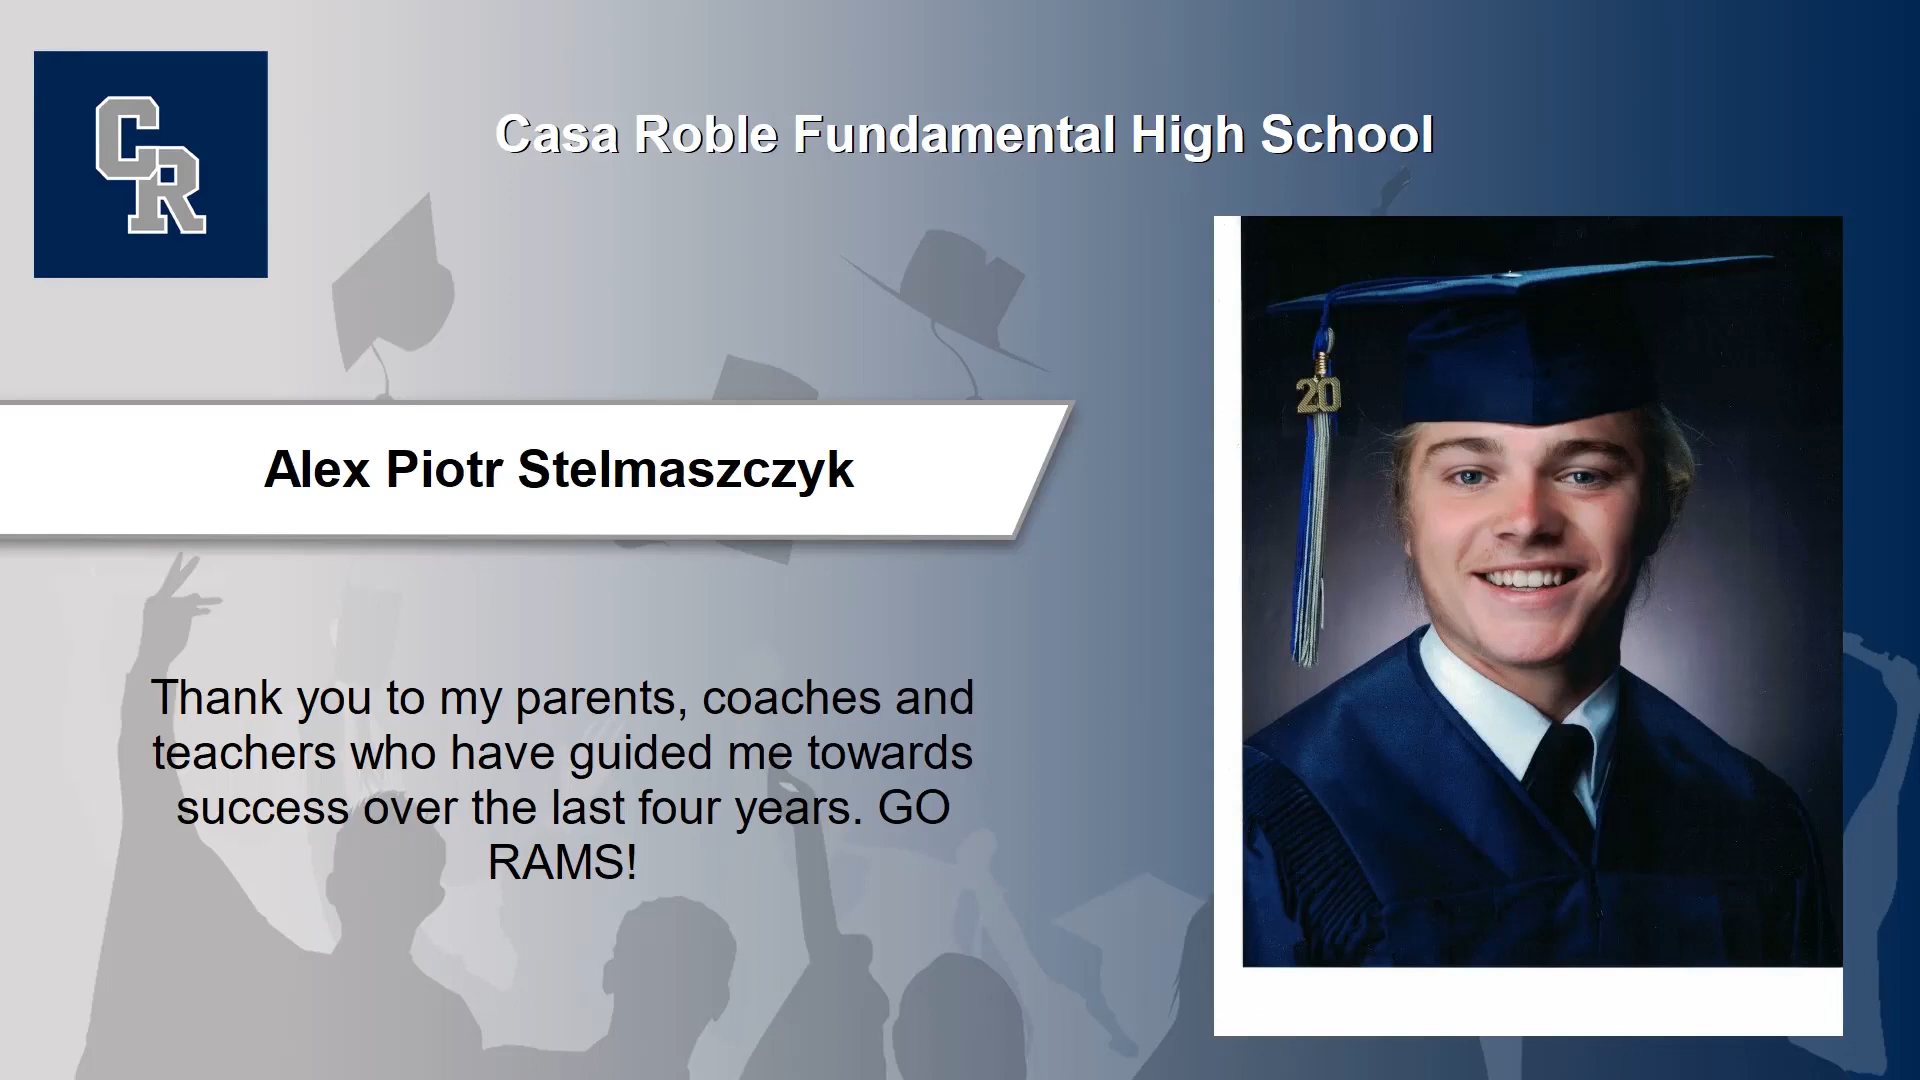 CR
Casa Roble Fundamental High School
20
Alex Piotr Stelmaszczyk
Thank you to my parents, coaches and
teachers who have guided me towards
success over the last four years. GO
RAMS!